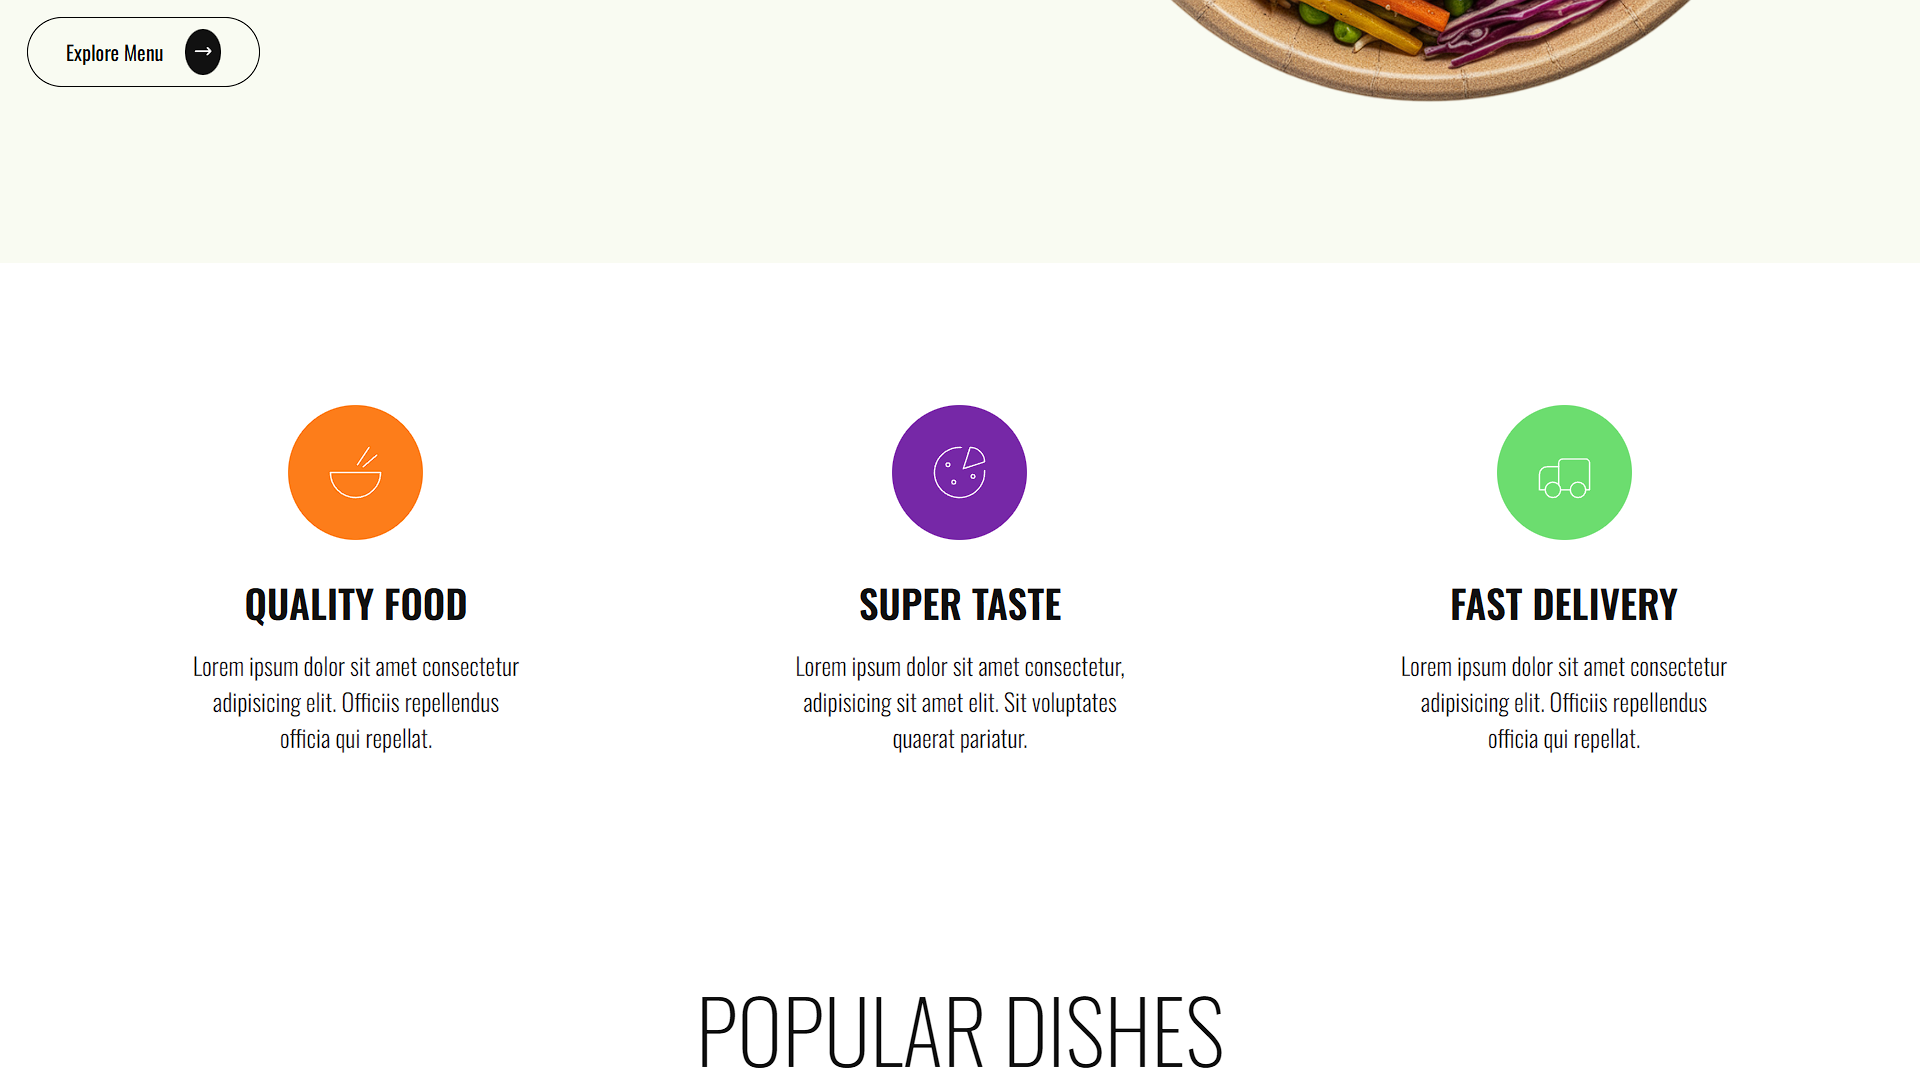 Explore Menu
QUALITY FOOD
Lorem ipsum dolor sit amet consectetur
adipisicing elit. Officiis repellendus
officia qui repellat.
SUPER TASTE
Lorem ipsum dolor sit amet consectetur,
adipisicing sit amet elit. Sit voluptates
quaerat pariatur.
FAST DELIVERY
Lorem ipsum dolor sit amet consectetur
adipisicing elit. Officiis repellendus
officia qui repellat.
POPULAR DISHES